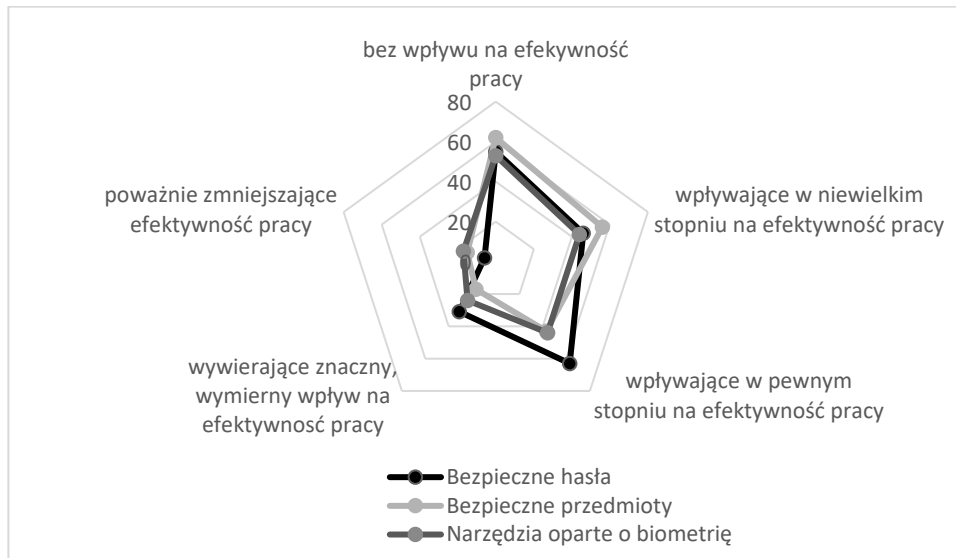 bez wpływu na efekywność
pracy
80
60
40
20
wpływające w niewielkim
stopniu na efektywność pracy
wpływające w pewnym
stopniu na efektywność pracy
wywierające znaczny,
wymierny wpływ na
efektywnosć pracy
poważnie zmniejszające
efektywność pracy
Bezpieczne hasła
Bezpieczne przedmioty
Narzędzia oparte o biometrię